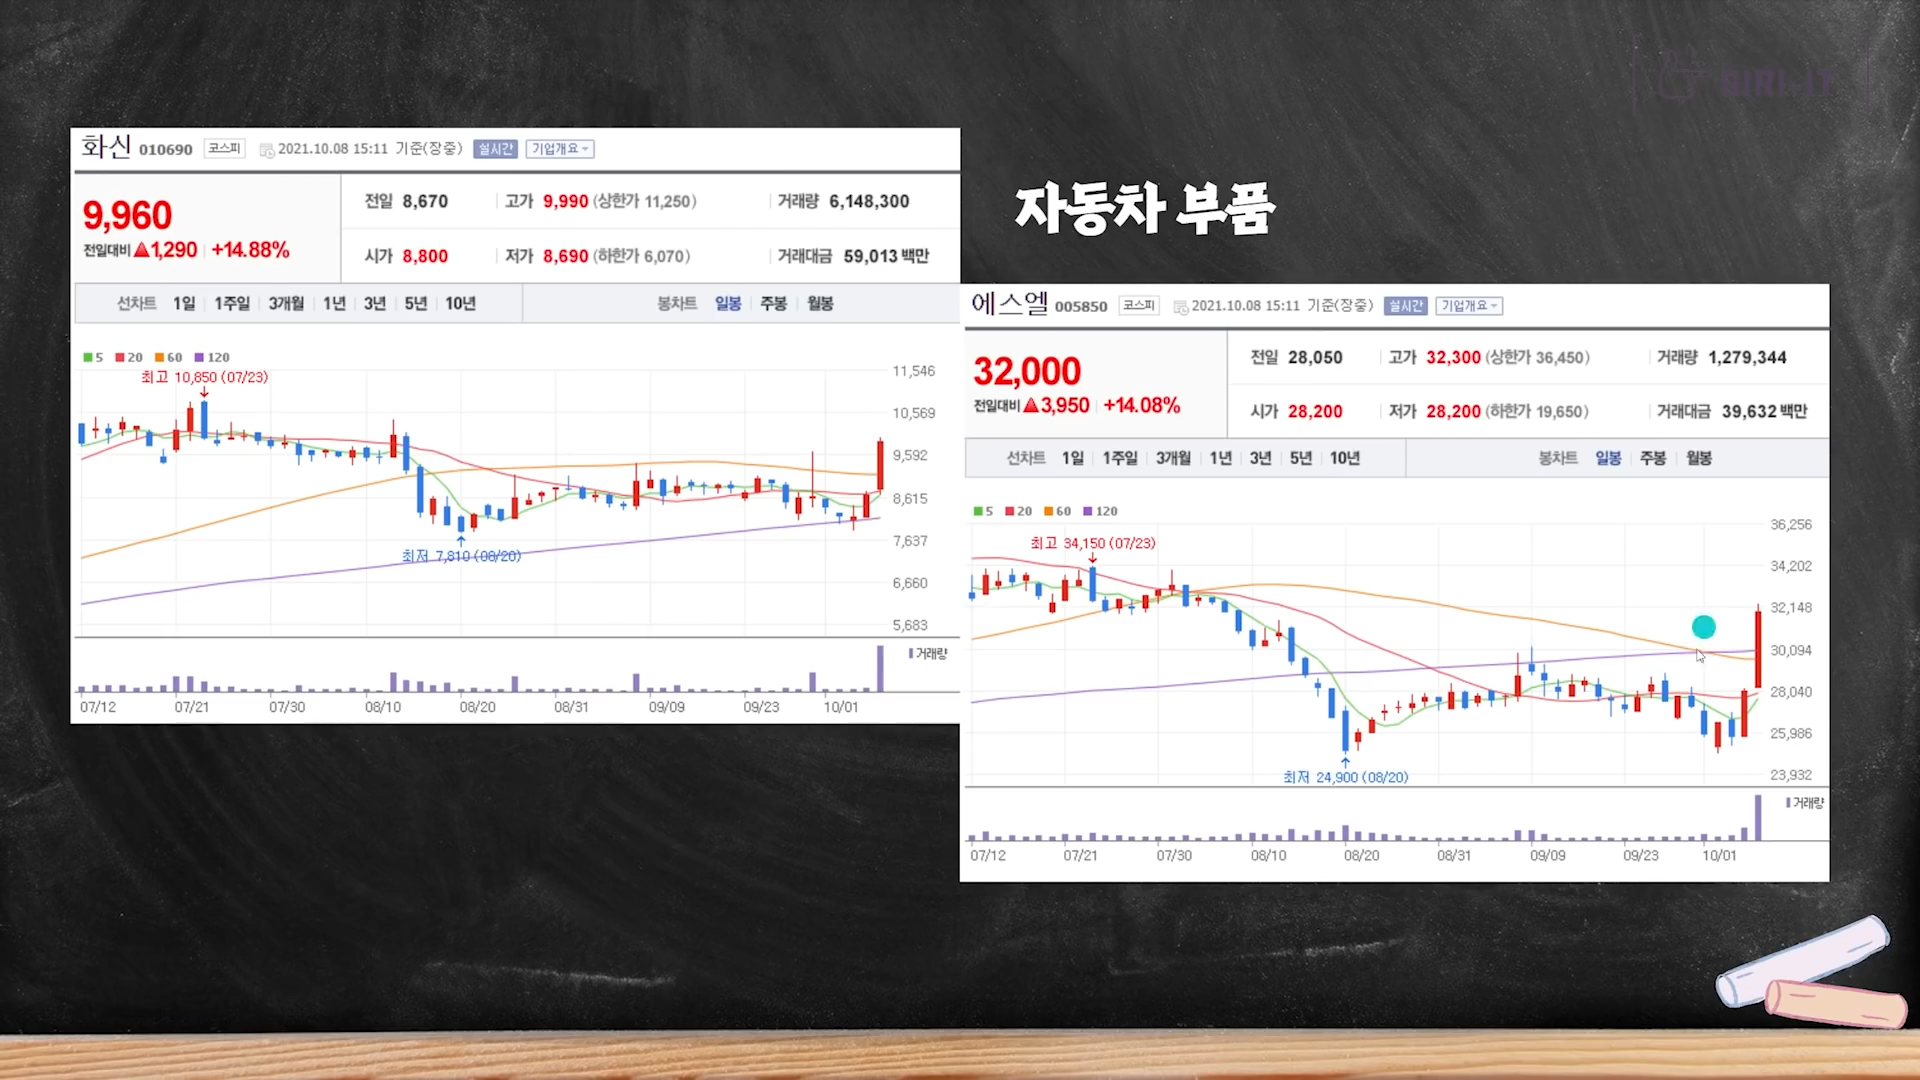 GIRL-IT
화신 010690 코스피 2021.10.08 15:11 기준(장중) 실시간 기업개요
9,960
전일대비 ▲1,290 +14.88%
전일 8,670 고가 9,990 (상한가 11,250) 거래량 6,148,300
시가 8,800 저가 8,690 (하한가 6,070) 거래대금 59,013 백만
선차트 1일 1주일 3개월 1년 3년 5년 10년 봉차트 일봉 주봉 월봉
5 20 60 120
최고 10,850 (07/23)
최저 7,810 (08/20)
11,546
10,569
9,592
8,615
7,637
6,660
5,683
거래량
07/12 07/21 07/30 08/10 08/20 08/31 09/09 09/23 10/01
자동차 부품
에스엘 005850 코스피 2021.10.08 15:11 기준(장중) 실시간 기업개요
32,000
전일대비 ▲3,950 +14.08%
전일 28,050 고가 32,300 (상한가 36,450) 거래량 1,279,344
시가 28,200 저가 28,200 (하한가 19,650) 거래대금 39,632 백만
선차트 1일 1주일 3개월 1년 3년 5년 10년 봉차트 일봉 주봉 월봉
5 20 60 120
최고 34,150 (07/23)
최저 24,900 (08/20)
36,256
34,202
32,148
30,094
28,040
25,986
23,932
거래량
07/12 07/21 07/30 08/10 08/20 08/31 09/09 09/23 10/01